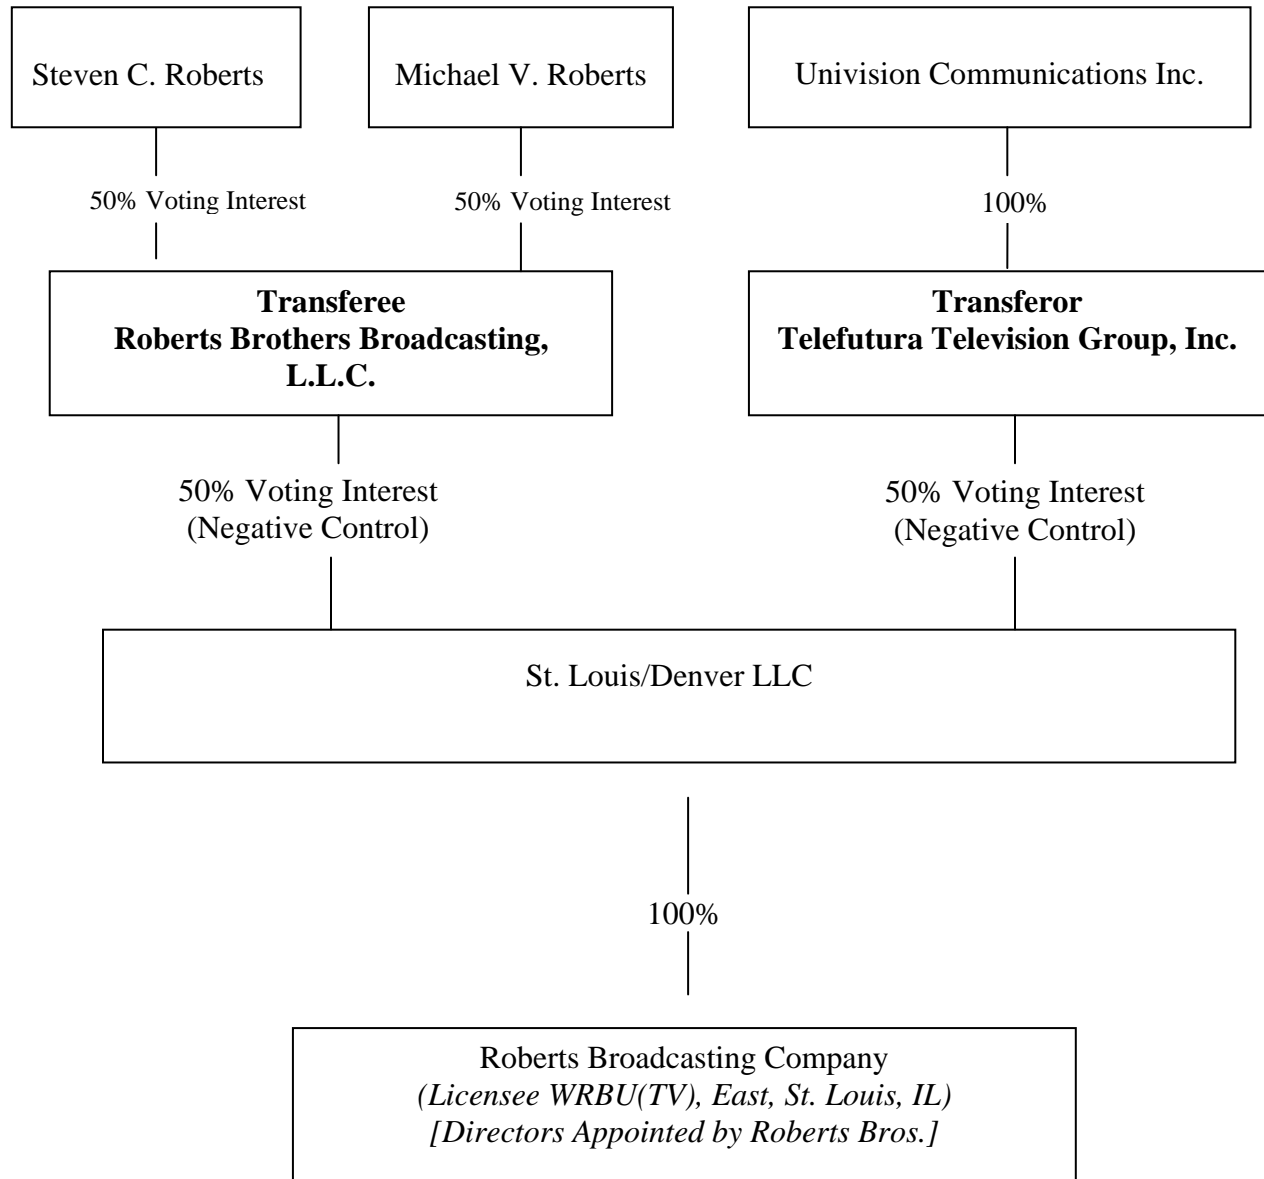 Steven C. Roberts
Michael V. Roberts
Univision Communications Inc.
50% Voting Interest
50% Voting Interest
100%
Transferee
Roberts Brothers Broadcasting,
L.L.C.
Transferor
Telefutura Television Group, Inc.
50% Voting Interest
(Negative Control)
50% Voting Interest
(Negative Control)
St. Louis/Denver LLC
100%
Roberts Broadcasting Company
(Licensee WRBU(TV), East, St. Louis, IL)
[Directors Appointed by Roberts Bros.]